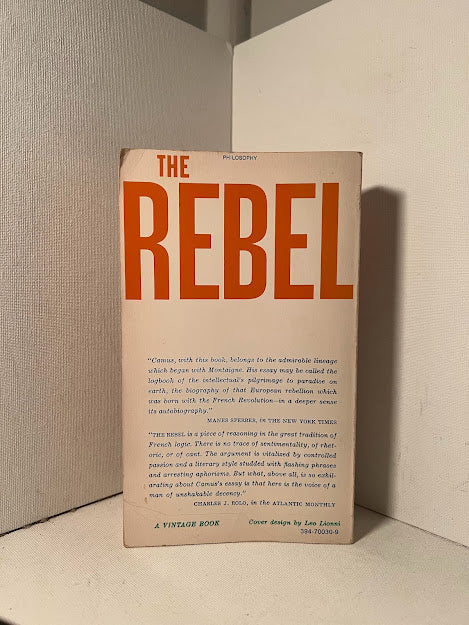 PHILOSOPHY
THE
REBEL
"Camus, with this book, belongs to the admirable lineage
which began with Montaigne. His essay may be called the
logbook of the intellectual's pilgrimage to paradise on
earth, the biography of that European rebellion which
was born with the French Revolution—in a deeper sense
its autobiography."
MANES SPERBER, in THE NEW YORK TIMES
"THE REBEL is a piece of reasoning in the great tradition of
French logic. There is no trace of sentimentality, of rhet-
oric, or of cant. The argument is vitalized by controlled
passion and a literary style studded with flashing phrases
and arresting aphorisms. But what, above all, is so exhil-
arating about Camus's essay is that here is the voice of a
man of unshakable decency."
CHARLES J. ROLO, in the ATLANTIC MONTHLY
A VINTAGE BOOK Cover design by Leo Lionni
394-70030-9